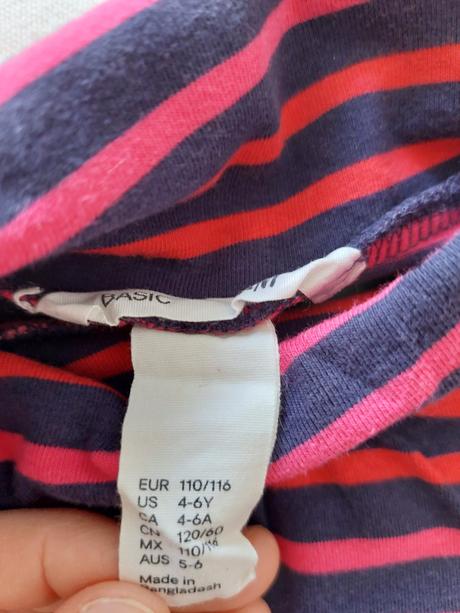 BASIC
EUR 110/116
US 4-6Y
CA 4-6A
CN 120/60
MX 110/116
AUS 5-6
Made in
Bangladesh